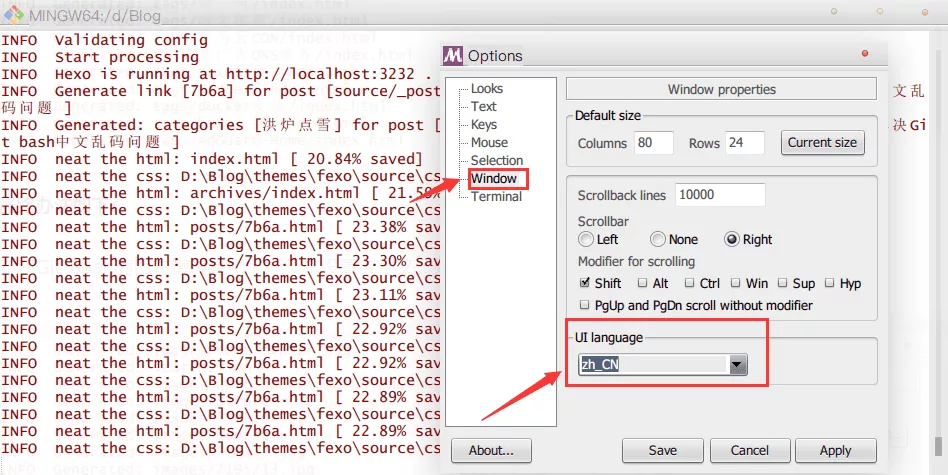 MINGW64:/d/Blog
INFO Validating config
INFO Start processing
INFO Hexo is running at http://localhost:3232 .
INFO Generate link [7b6a] for post [source/_post 文乱
码问题 ]
INFO Generated: categories [洪炉点雪] for post [ 决Gi
t bash中文乱码问题 ]
INFO neat the html: index.html [ 20.84% saved]
INFO neat the css: D:\Blog\themes\fexo\source\cs
INFO neat the html: archives/index.html [ 21.59%
INFO neat the css: D:\Blog\themes\fexo\source\cs
INFO neat the html: posts/7b6a.html [ 23.38% sav
INFO neat the css: D:\Blog\themes\fexo\source\cs
INFO neat the html: posts/7b6a.html [ 23.30% sav
INFO neat the css: D:\Blog\themes\fexo\source\cs
INFO neat the html: posts/7b6a.html [ 23.11% sav
INFO neat the css: D:\Blog\themes\fexo\source\cs
INFO neat the html: posts/7b6a.html [ 22.92% sav
INFO neat the css: D:\Blog\themes\fexo\source\cs
INFO neat the html: posts/7b6a.html [ 22.92% sav
INFO neat the css: D:\Blog\themes\fexo\source\cs
INFO neat the html: posts/7b6a.html [ 22.89% sav
INFO neat the css: D:\Blog\themes\fexo\source\cs
INFO neat the html: posts/7b6a.html [ 22.89% sav
INFO neat the css: D:\Blog\themes\fexo\source\cs
Options
Looks
Text
Keys
Mouse
Selection
Window
Terminal
Window properties
Default size
Columns 80 Rows 24 Current size
Scrollback lines 10000
Scrollbar
Left None Right
Modifier for scrolling
Shift Alt Ctrl Win Sup Hyp
PgUp and PgDn scroll without modifier
UI language
zh_CN
About... Save Cancel Apply